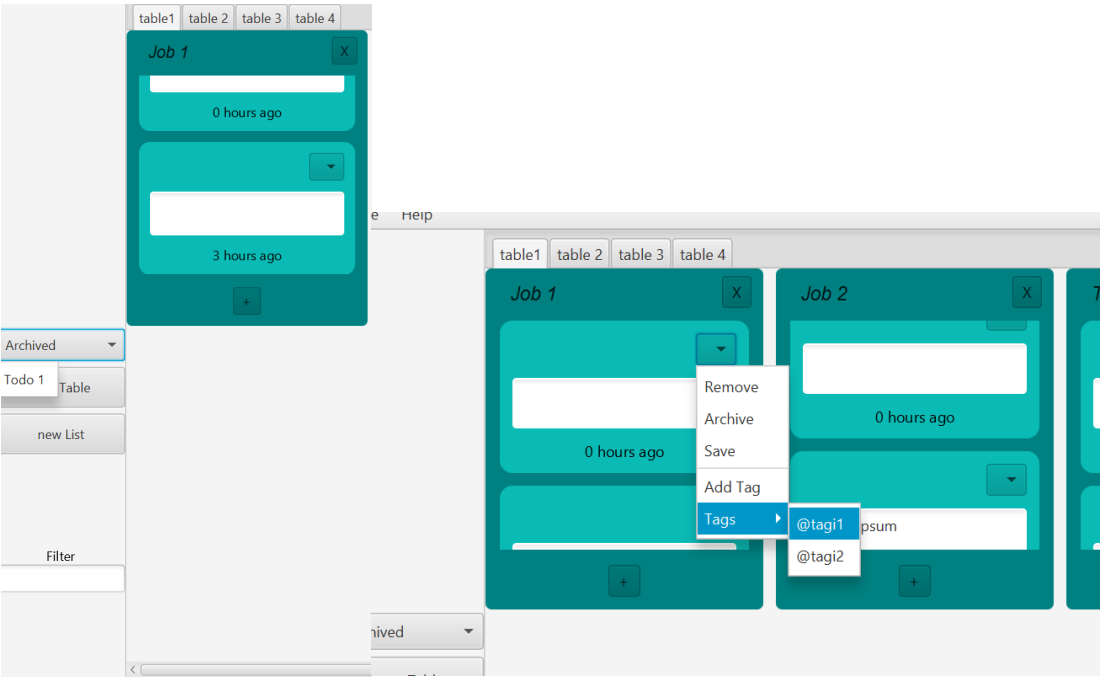 table1 table 2 table 3 table 4
Job 1 X
0 hours ago
3 hours ago
+
Archived
Todo 1
Table
new List
Filter
Help
table1 table 2 table 3 table 4
Job 1 X
Job 2 X
Remove
Archive
Save
Add Tag
Tags
@tagi1
@tagi2
0 hours ago
0 hours ago
+
+